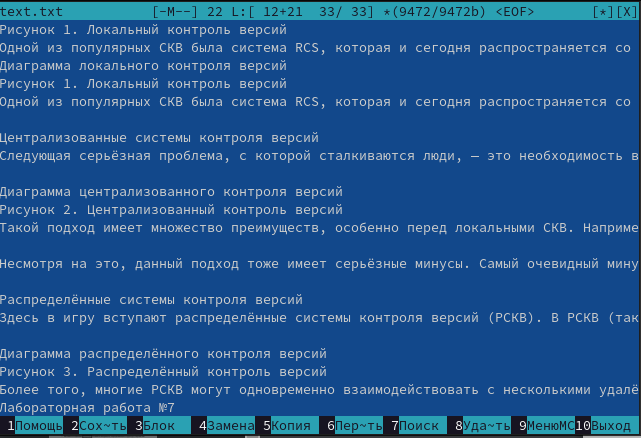 text.txt [-M--] 22 L:[ 12+21 33/ 33] *(9472/9472b) <EOF> [*][X]
Рисунок 1. Локальный контроль версий
Одной из популярных СКВ была система RCS, которая и сегодня распространяется со
Диаграмма локального контроля версий
Рисунок 1. Локальный контроль версий
Одной из популярных СКВ была система RCS, которая и сегодня распространяется со
Централизованные системы контроля версий
Следующая серьёзная проблема, с которой сталкиваются люди, — это необходимость в
Диаграмма централизованного контроля версий
Рисунок 2. Централизованный контроль версий
Такой подход имеет множество преимуществ, особенно перед локальными СКВ. Наприме
Несмотря на это, данный подход тоже имеет серьёзные минусы. Самый очевидный мину
Распределённые системы контроля версий
Здесь в игру вступают распределённые системы контроля версий (РСКВ). В РСКВ (так
Диаграмма распределённого контроля версий
Рисунок 3. Распределённый контроль версий
Более того, многие РСКВ могут одновременно взаимодействовать с несколькими удалё
Лабораторная работа №7
1Помощь 2Сох~ть 3Блок 4Замена 5Копия 6Пер~ть 7Поиск 8Уда~ть 9МенюМС 10Выход